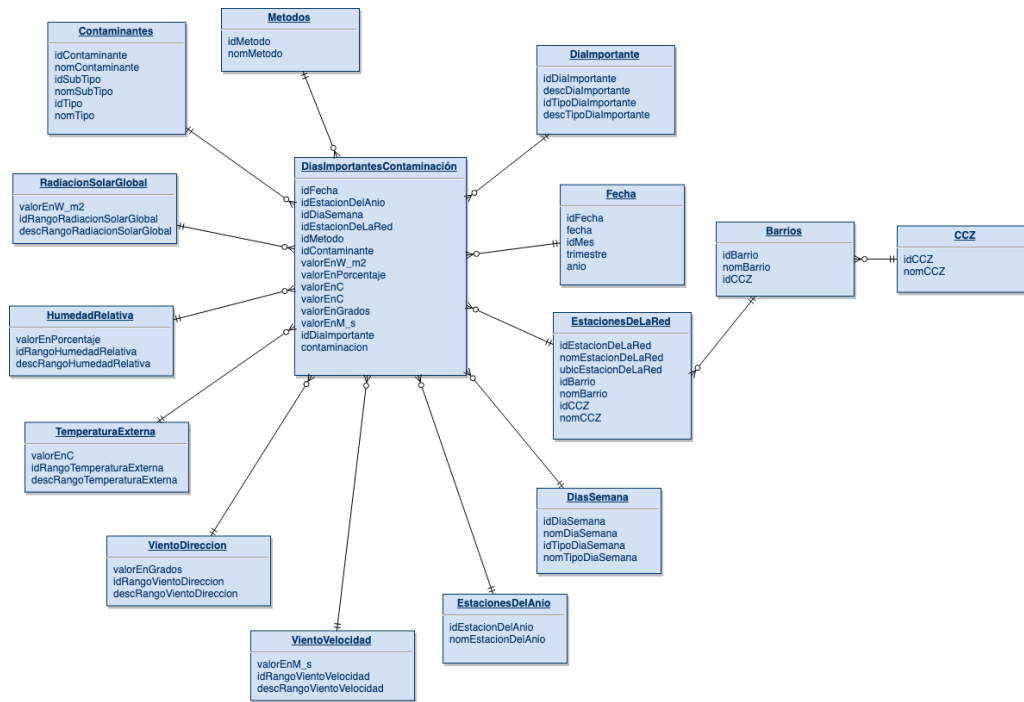 Metodos
idMetodo
nomMetodo
Contaminantes
idContaminante
nomContaminante
idSubTipo
nomSubTipo
idTipo
nomTipo
DiaImportante
idDiaImportante
descDiaImportante
idTipoDiaImportante
descTipoDiaImportante
DiasImportantesContaminación
idFecha
idEstacionDelAnio
idDiaSemana
idEstacionDeLaRed
idMetodo
idContaminante
valorEnW_m2
valorEnPorcentaje
valorEnC
valorEnC
valorEnGrados
valorEnM_s
idDiaImportante
contaminacion
RadiacionSolarGlobal
valorEnW_m2
idRangoRadiacionSolarGlobal
descRangoRadiacionSolarGlobal
Fecha
idFecha
fecha
idMes
trimestre
anio
Barrios
idBarrio
nomBarrio
idCCZ
CCZ
idCCZ
nomCCZ
HumedadRelativa
valorEnPorcentaje
idRangoHumedadRelativa
descRangoHumedadRelativa
EstacionesDeLaRed
idEstacionDeLaRed
nomEstacionDeLaRed
ubicEstacionDeLaRed
idBarrio
nomBarrio
idCCZ
nomCCZ
TemperaturaExterna
valorEnC
idRangoTemperaturaExterna
descRangoTemperaturaExterna
DiasSemana
idDiaSemana
nomDiaSemana
idTipoDiaSemana
nomTipoDiaSemana
VientoDireccion
valorEnGrados
idRangoVientoDireccion
descRangoVientoDireccion
EstacionesDelAnio
idEstacionDelAnio
nomEstacionDelAnio
VientoVelocidad
valorEnM_s
idRangoVientoVelocidad
descRangoVientoVelocidad